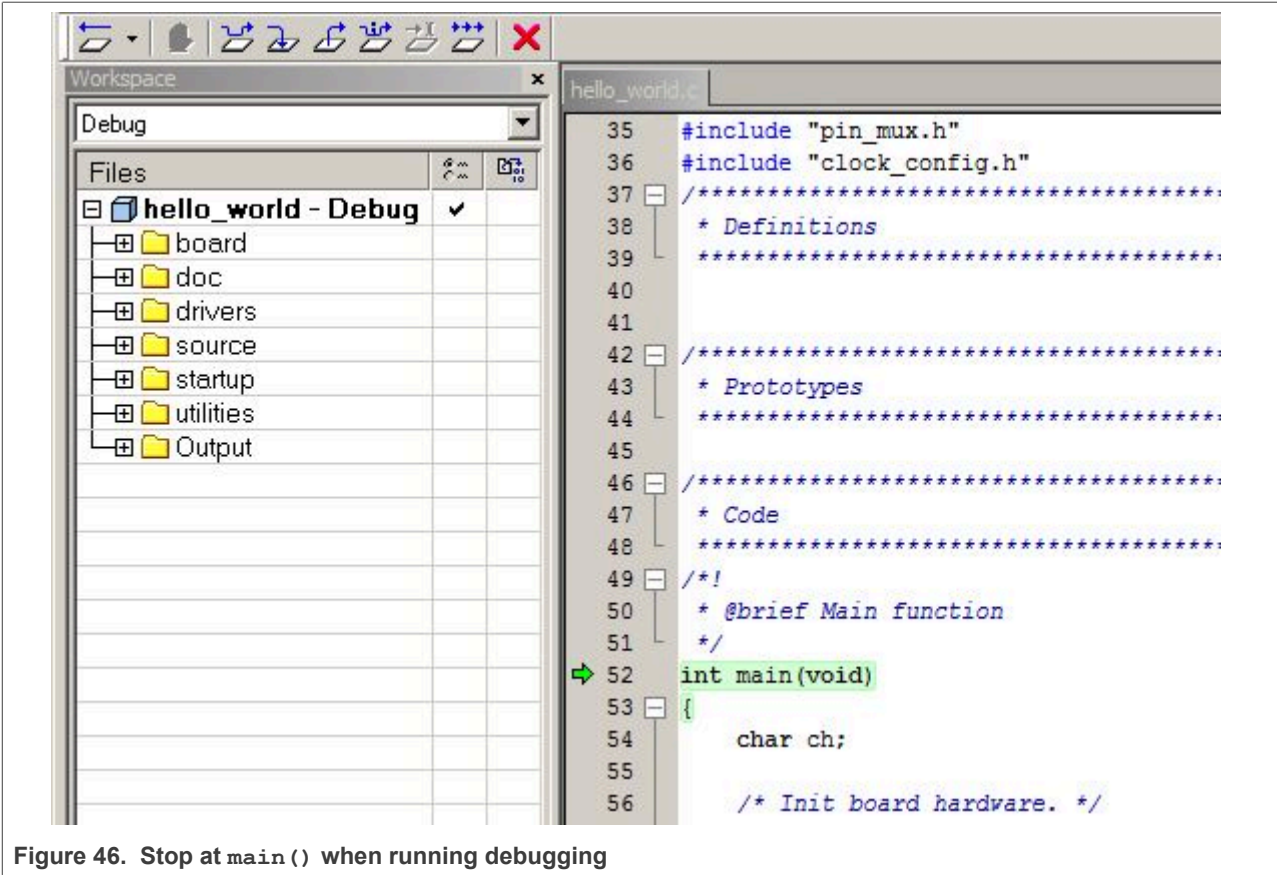 Workspace
Debug
Files
hello_world - Debug
board
doc
drivers
source
startup
utilities
Output
hello_world.c
35 #include "pin_mux.h"
36 #include "clock_config.h"
37 /***************************************
38 * Definitions
39 ***************************************
40
41
42 /***************************************
43 * Prototypes
44 ***************************************
45
46 /***************************************
47 * Code
48 ***************************************
49 /*!
50 * @brief Main function
51 */
52 int main(void)
53 {
54 char ch;
55
56 /* Init board hardware. */
Figure 46. Stop at main() when running debugging